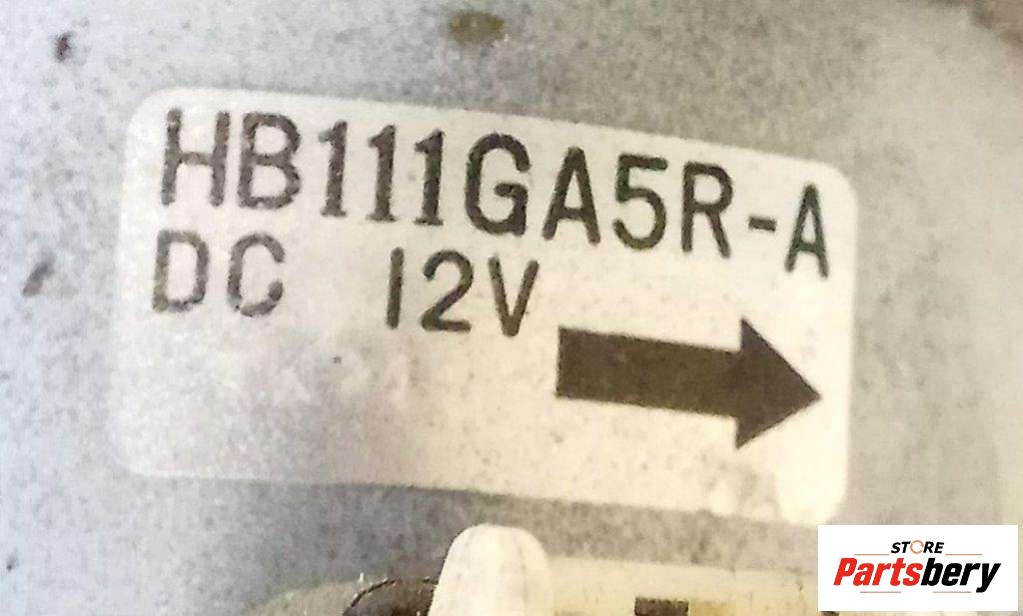 HB111GA5R-A
DC 12V
STORE
Partsbery